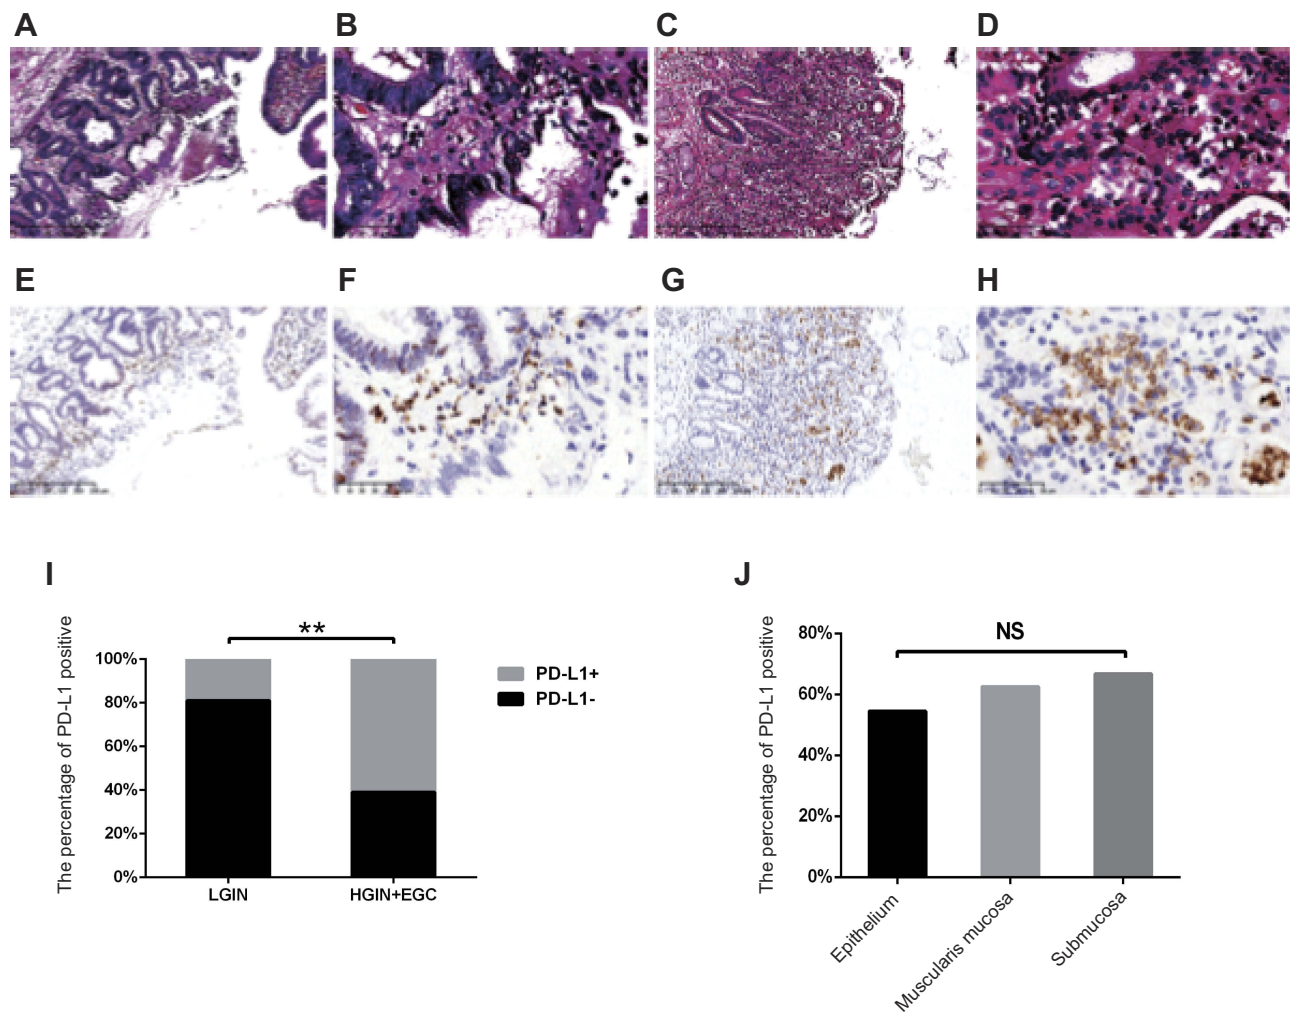 A
B
C
D
E
F
G
H
I
J
The percentage of PD-L1 positive
**
100%
80%
60%
40%
20%
0%
LGIN
HGIN+EGC
PD-L1+
PD-L1-
The percentage of PD-L1 positive
NS
80%
60%
40%
20%
0%
Epithelium
Muscularis mucosa
Submucosa